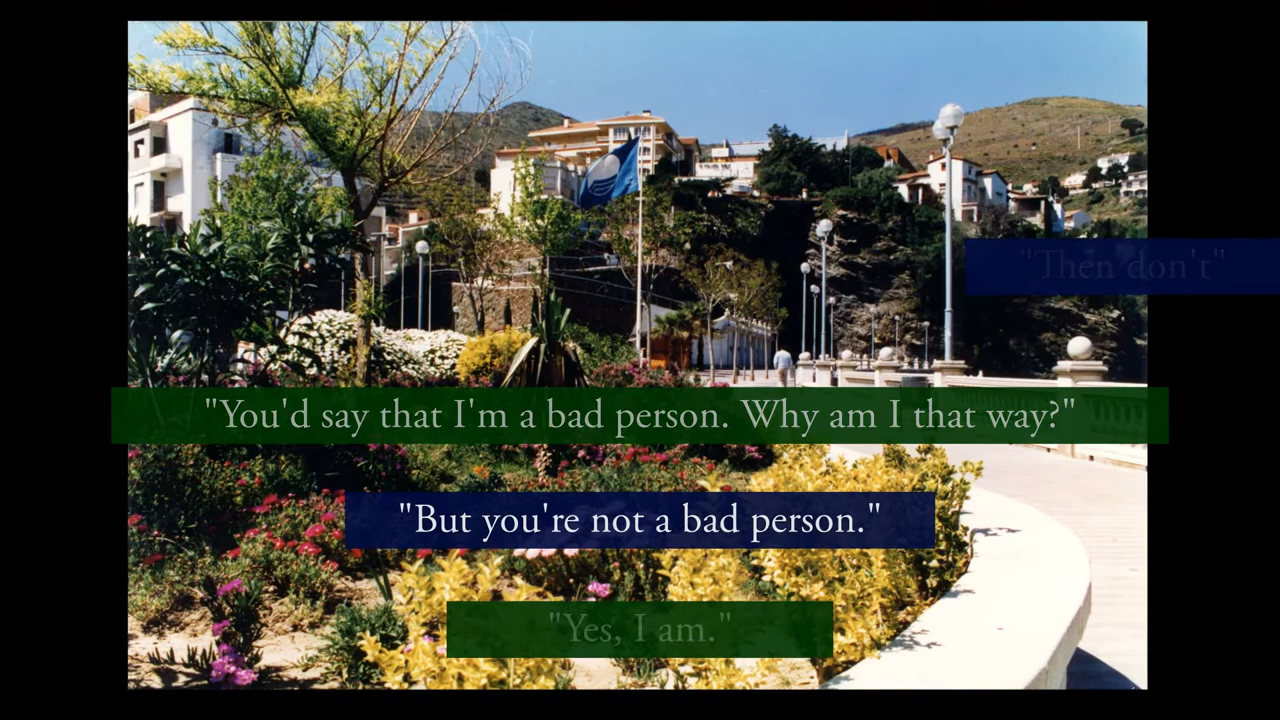 "Then don't"
"You'd say that I'm a bad person. Why am I that way?"
"But you're not a bad person."
"Yes, I am."